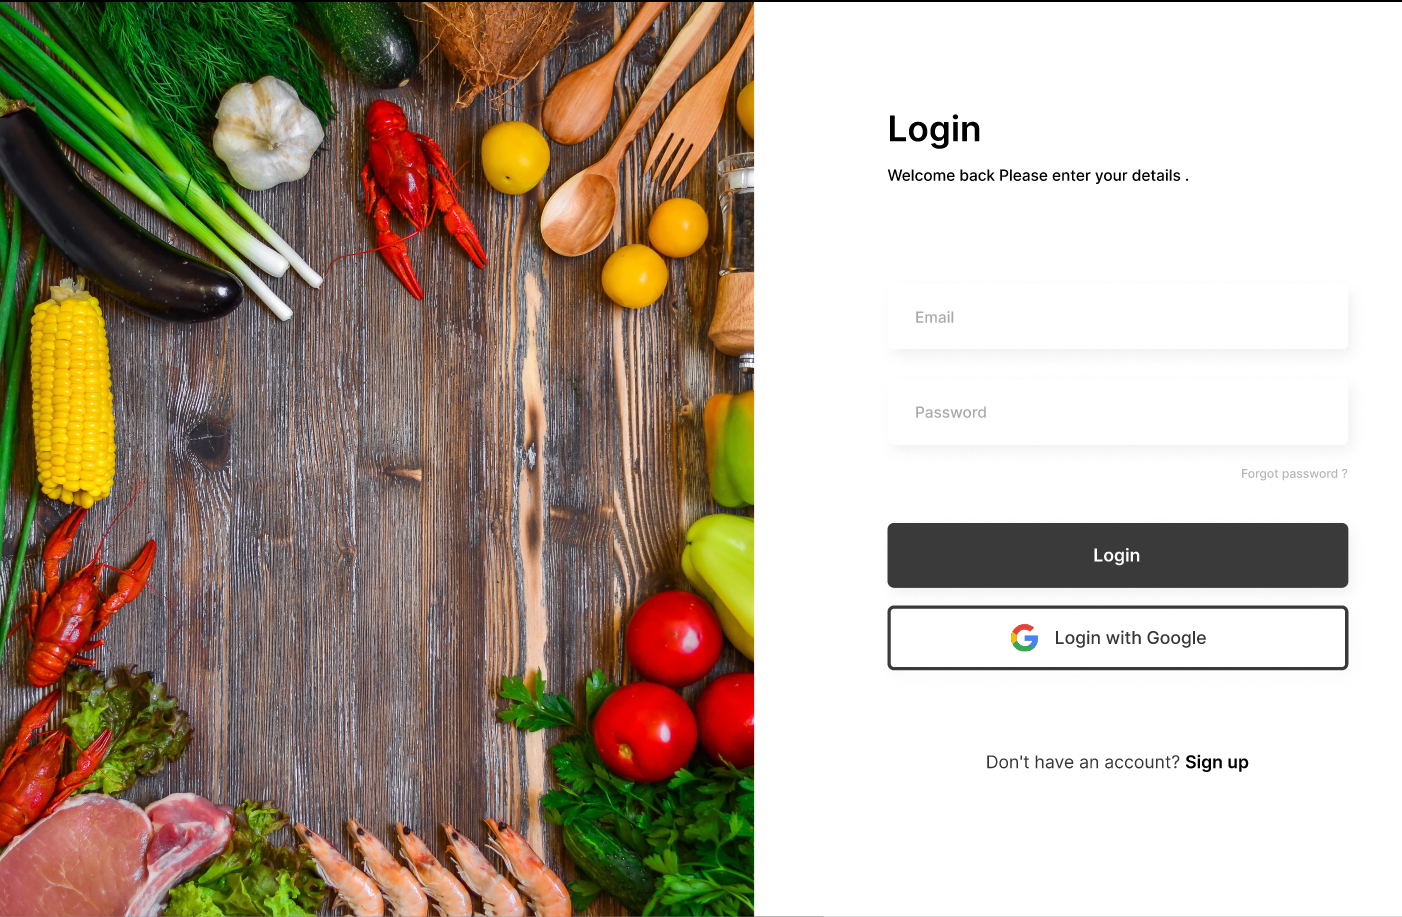 Login
Welcome back Please enter your details .
Email
Password
Forgot password ?
Login
Login with Google
Don't have an account? Sign up